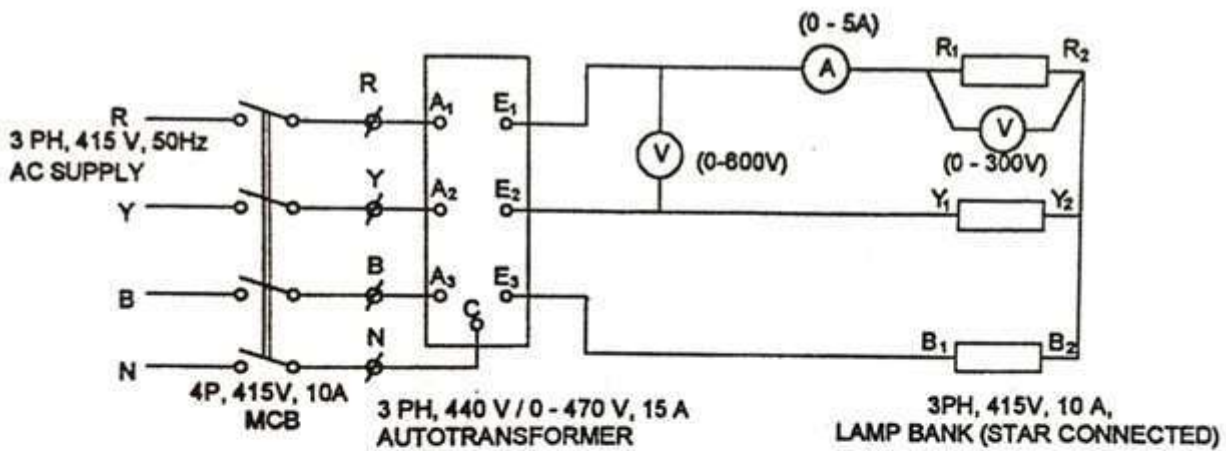 (0 - 5A)
R₁ R₂
A
R
R
A₁ E₁
3 PH, 415 V, 50Hz
AC SUPPLY
V
(0-600V)
V
(0 - 300V)
Y
Y
A₂ E₂
Y₁ Y₂
B
B
A₃ E₃
C
N
N
B₁ B₂
4P, 415V, 10A
MCB
3 PH, 440 V / 0 - 470 V, 15 A
AUTOTRANSFORMER
3PH, 415V, 10 A,
LAMP BANK (STAR CONNECTED)